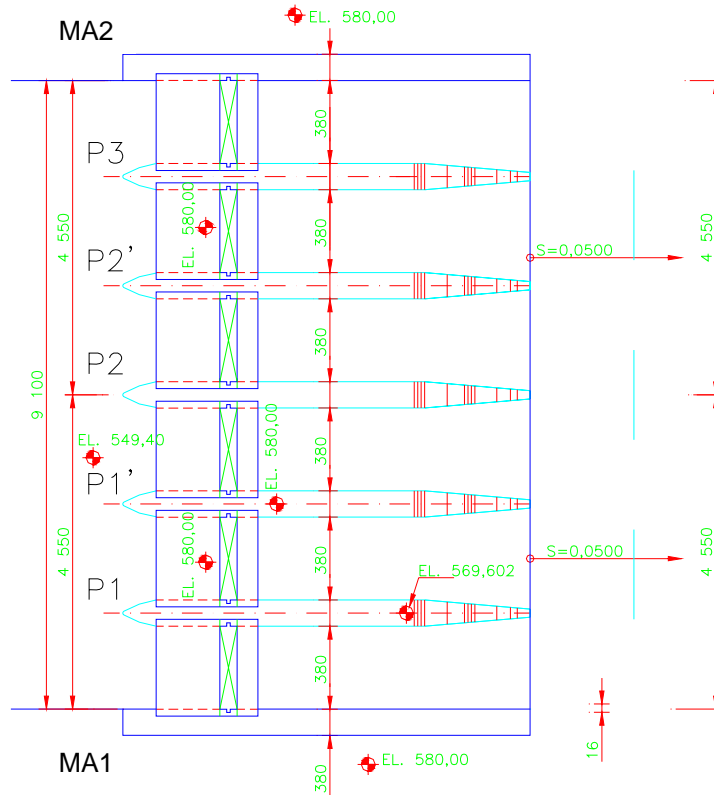 MA2
EL. 580,00
380
P3
4 550
EL. 580,00
380
4 550
P2'
S=0,0500
380
P2
9 100
EL. 549,40
EL. 580,00
380
P1'
4 550
EL. 580,00
380
4 550
S=0,0500
EL. 569,602
P1
380
16
MA1
380
EL. 580,00